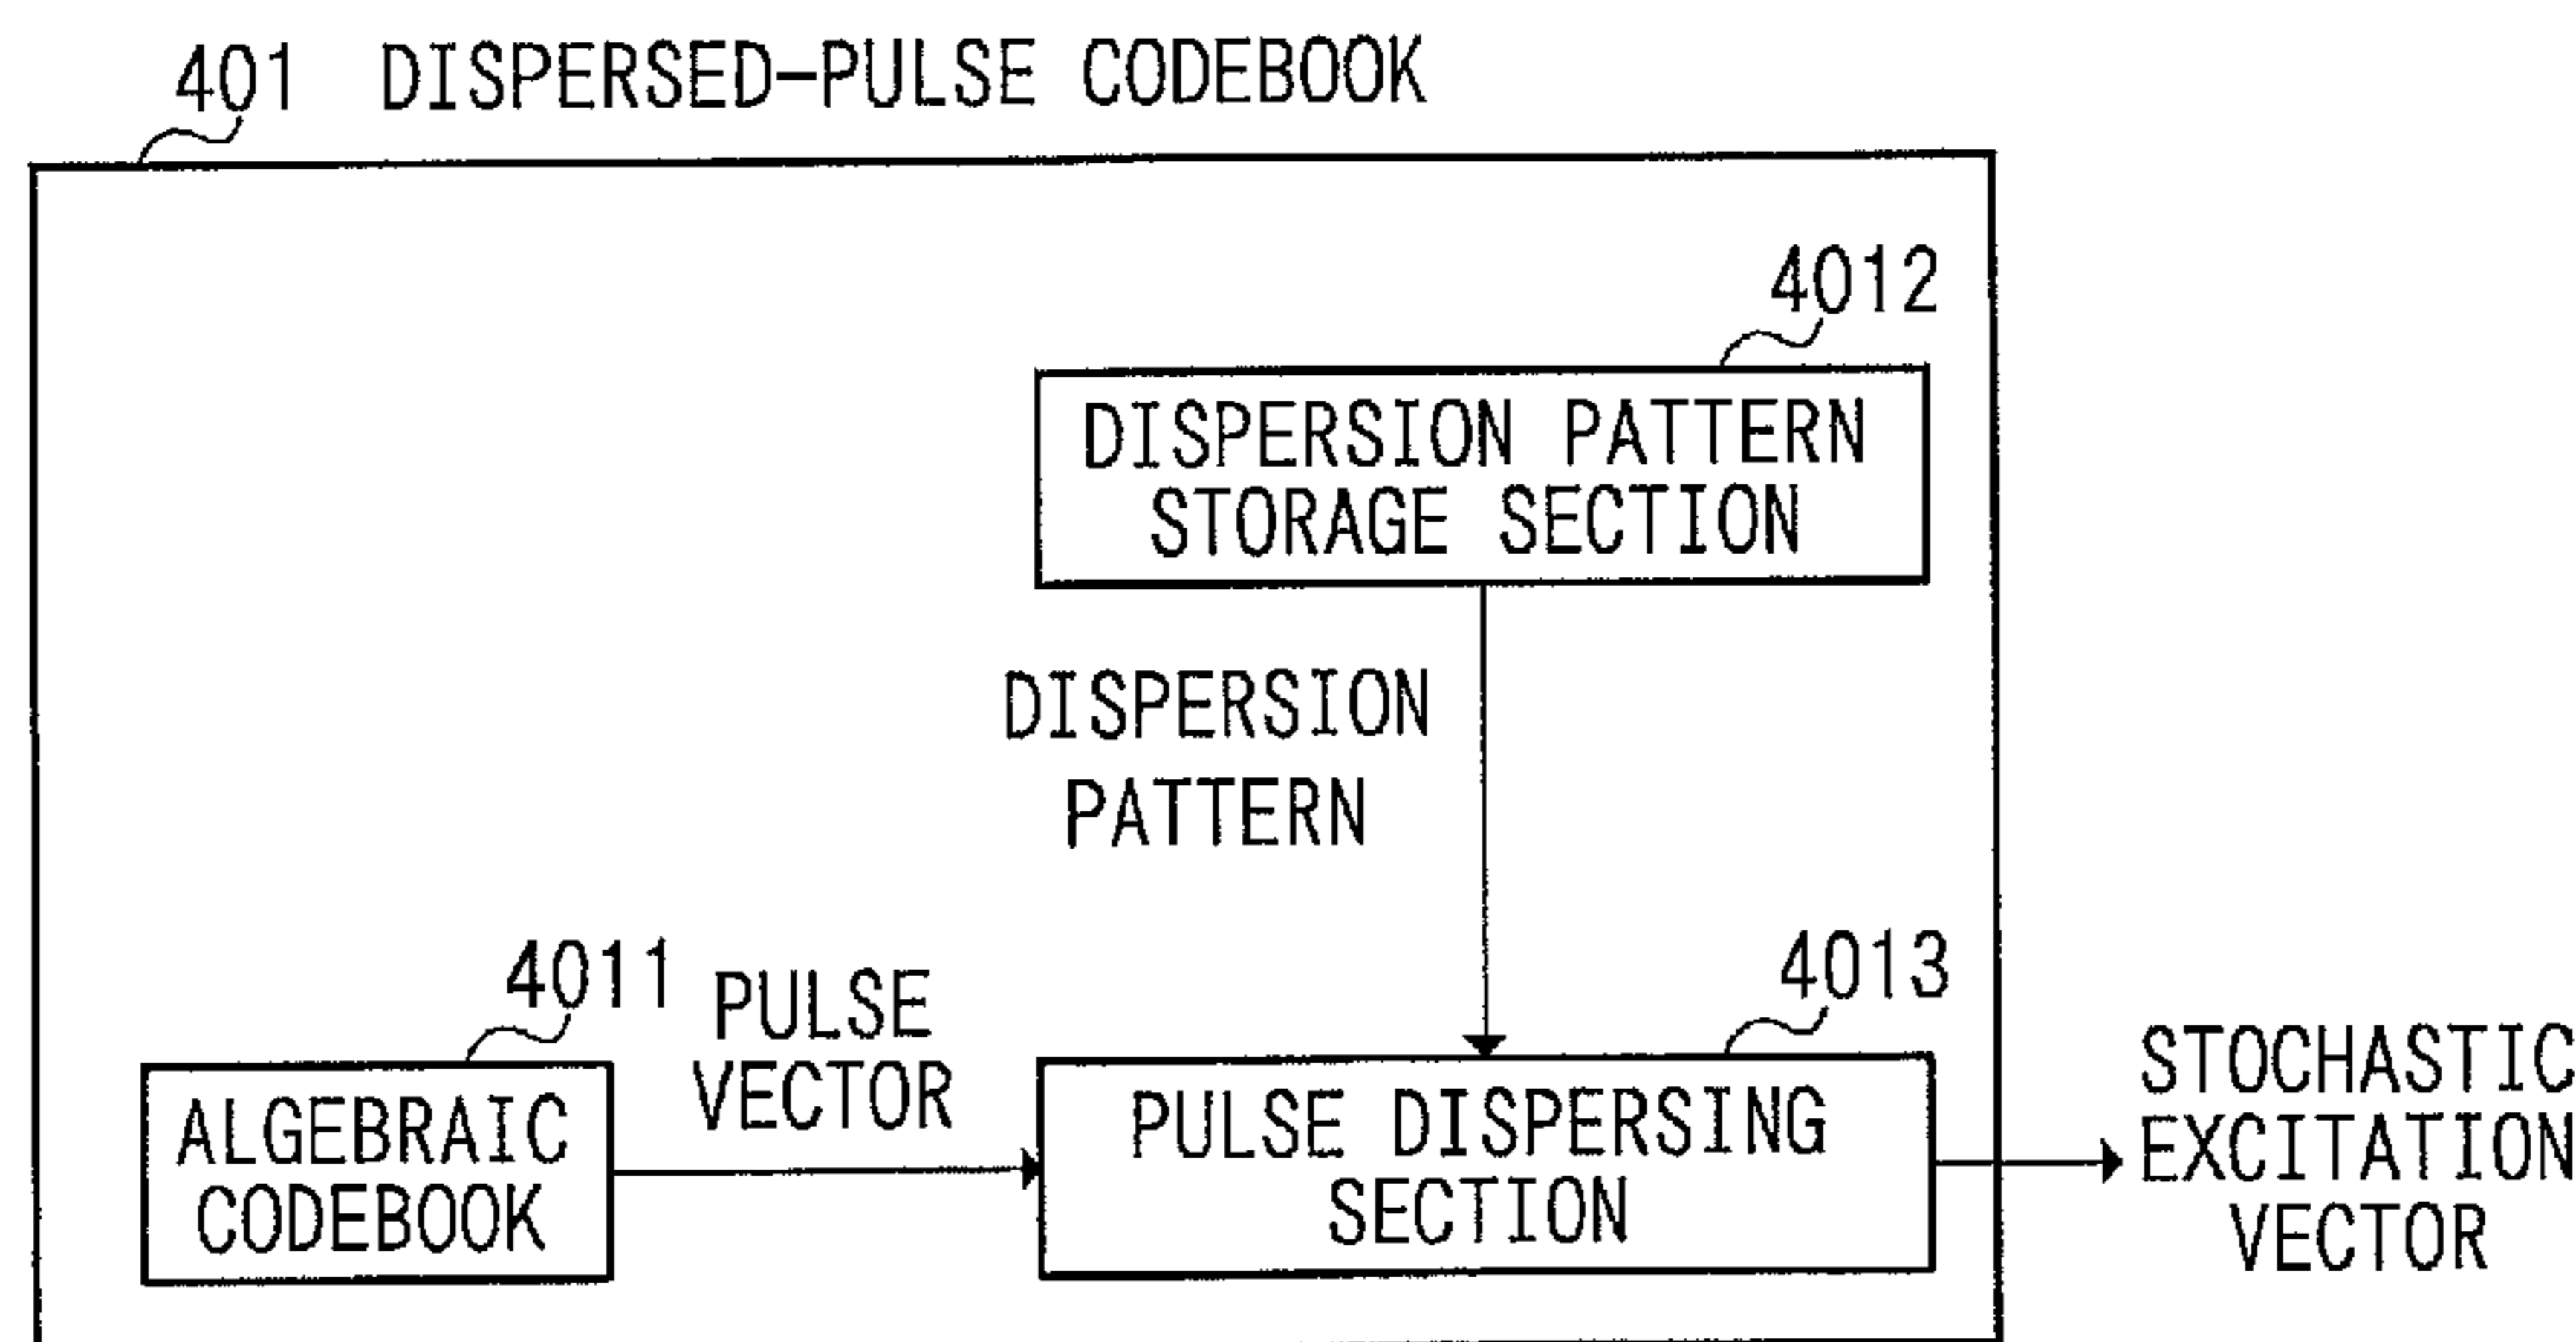 401 DISPERSED-PULSE CODEBOOK
4012
DISPERSION PATTERN
STORAGE SECTION
DISPERSION
PATTERN
4011
PULSE
VECTOR
4013
ALGEBRAIC
CODEBOOK
PULSE DISPERSING
SECTION
STOCHASTIC
EXCITATION
VECTOR